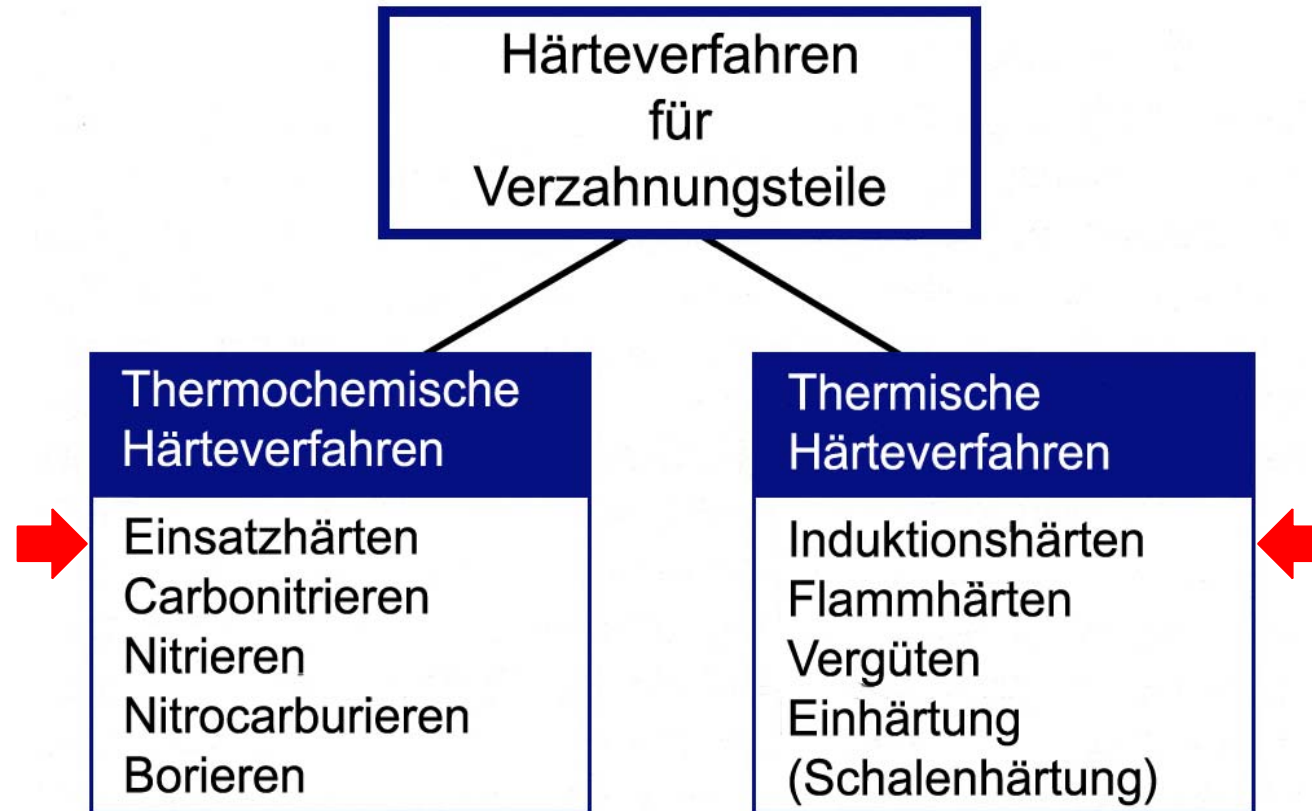 Härteverfahren
für
Verzahnungsteile
Thermochemische
Härteverfahren
Einsatzhärten
Carbonitrieren
Nitrieren
Nitrocarburieren
Borieren
Thermische
Härteverfahren
Induktionshärten
Flammhärten
Vergüten
Einhärtung
(Schalenhärtung)